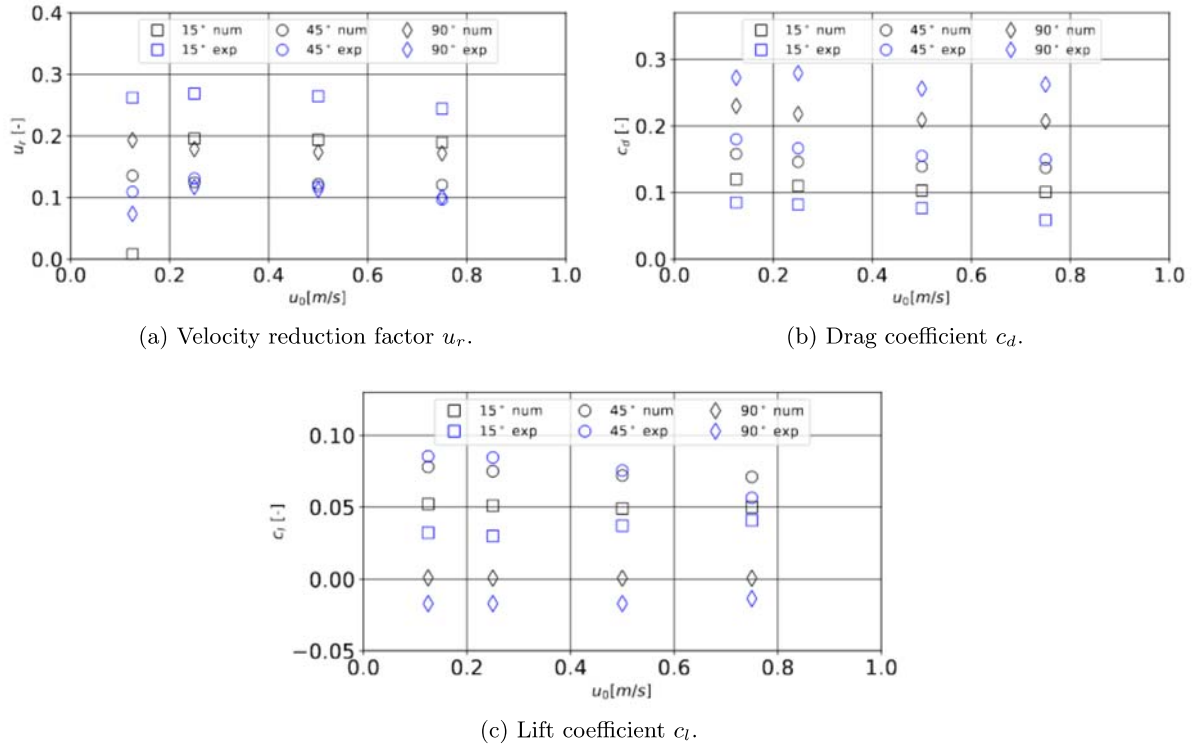 15° num 45° num 90° num
15° exp 45° exp 90° exp
0.4
0.3
0.2
0.1
0.0
u_r [-]
0.0 0.2 0.4 0.6 0.8 1.0
u_0[m/s]
(a) Velocity reduction factor u_r.
15° num 45° num 90° num
15° exp 45° exp 90° exp
0.3
0.2
0.1
0.0
c_d [-]
0.0 0.2 0.4 0.6 0.8 1.0
u_0[m/s]
(b) Drag coefficient c_d.
15° num 45° num 90° num
15° exp 45° exp 90° exp
0.10
0.05
0.00
−0.05
c_l [-]
0.0 0.2 0.4 0.6 0.8 1.0
u_0[m/s]
(c) Lift coefficient c_l.